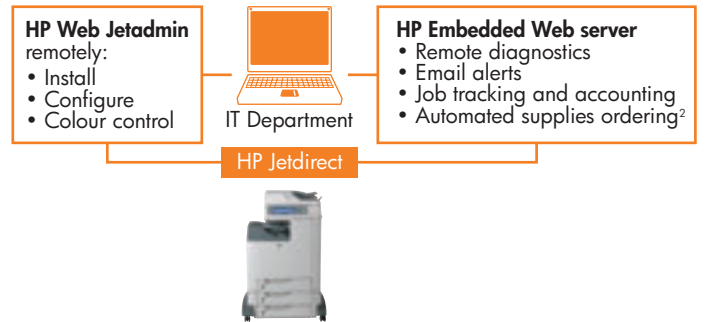 HP Web Jetadmin
remotely:
• Install
• Configure
• Colour control
IT Department
HP Embedded Web server
• Remote diagnostics
• Email alerts
• Job tracking and accounting
• Automated supplies ordering²
HP Jetdirect